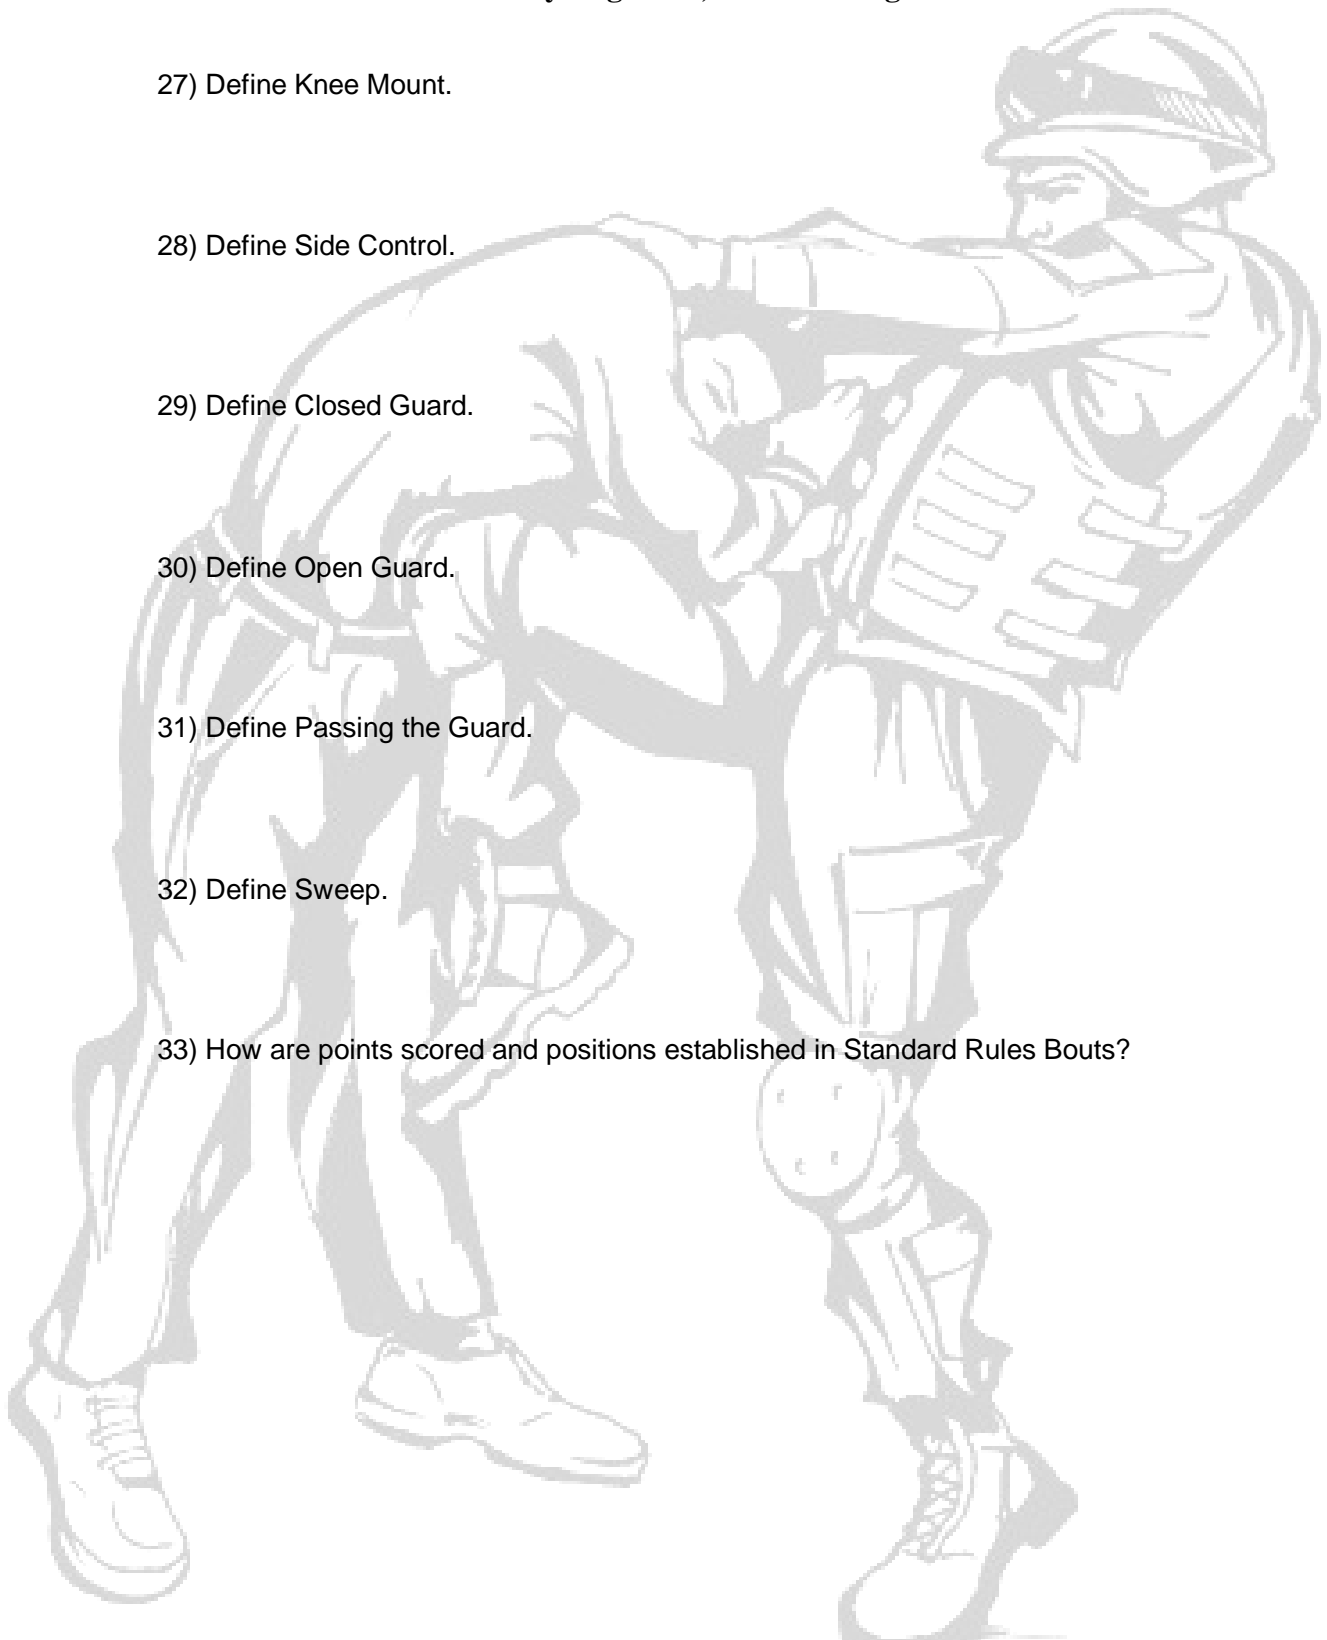 27) Define Knee Mount.
28) Define Side Control.
29) Define Closed Guard.
30) Define Open Guard.
31) Define Passing the Guard.
32) Define Sweep.
33) How are points scored and positions established in Standard Rules Bouts?